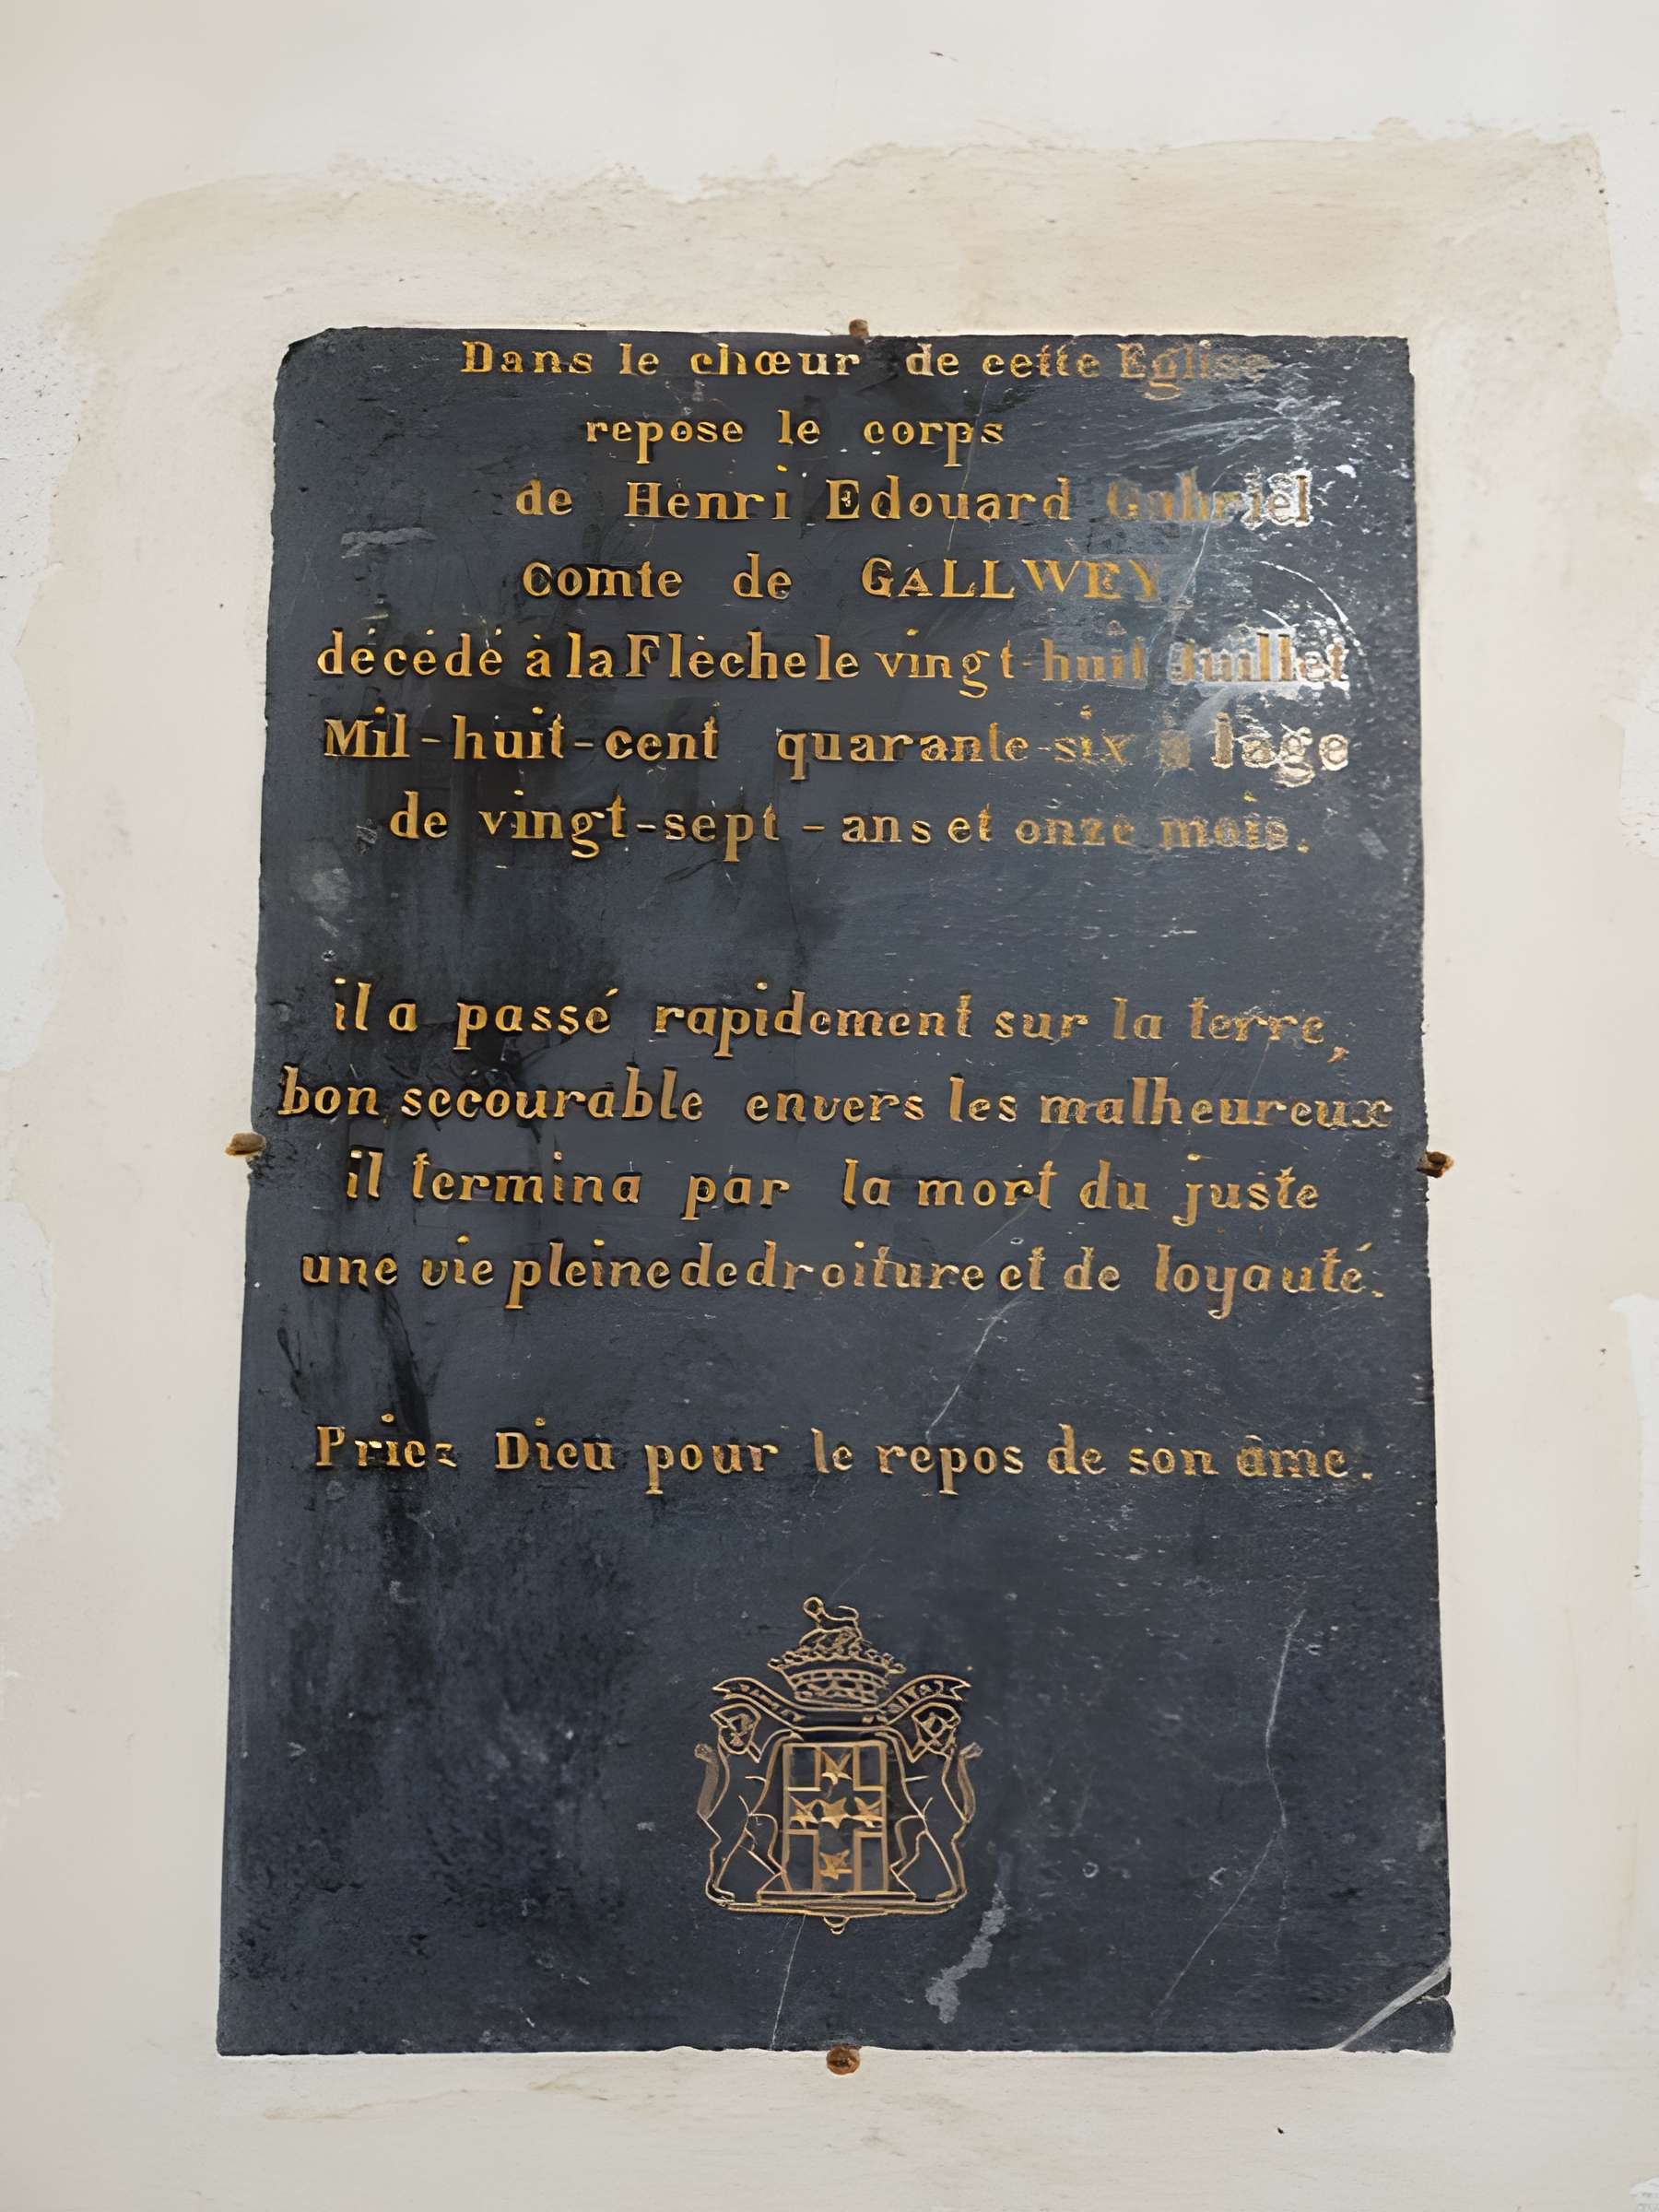 Dans le chœur de cette Eglise
repose le corps
de Henri Edouard Gabriel
comte de GALLWEY
décédé à la Flèche le vingt-huit Juillet
Mil-huit-cent quarante-six a lage
de vingt-sept-ans et onze mois.
il a passé rapidement sur la terre,
bon secourable envers les malheureux
il termina par la mort du juste
une vie pleine de droiture et de loyauté.
Priez Dieu pour le repos de son âme.